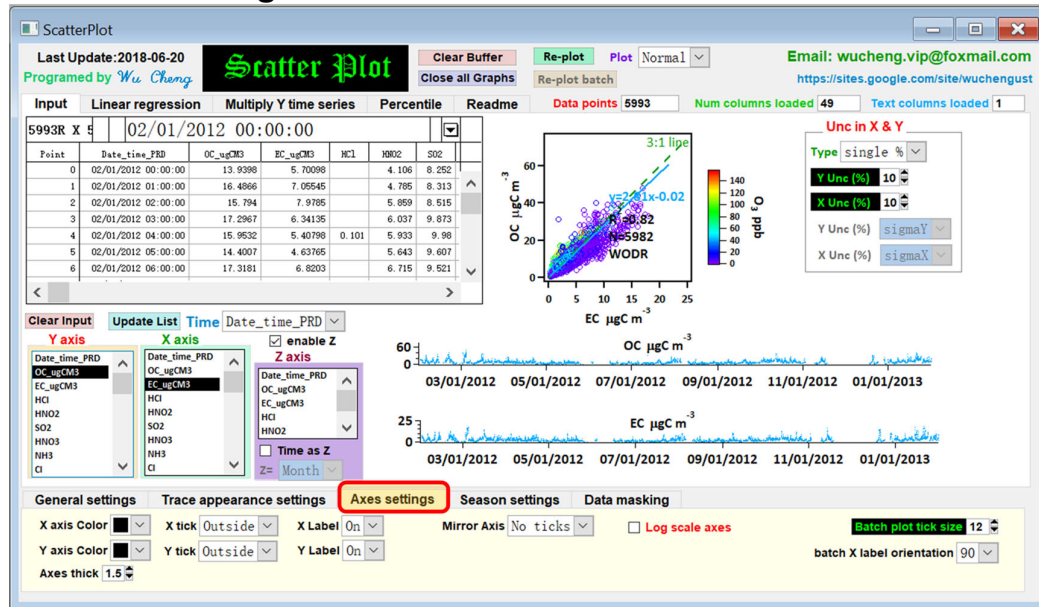 ScatterPlot
Last Update:2018-06-20
Programed by Wu Cheng
Scatter Plot
Clear Buffer
Close all Graphs
Re-plot
Plot Normal
Re-plot batch
Email: wucheng.vip@foxmail.com
https://sites.google.com/site/wuchengust
Input Linear regression Multiply Y time series Percentile Readme
Data points 5993 Num columns loaded 49 Text columns loaded 1
5993R X 5 02/01/2012 00:00:00
Point Date_time_PRD OC_ugCM3 EC_ugCM3 HCl HNO2 SO2
0 02/01/2012 00:00:00 13.9398 5.70098 4.106 8.252
1 02/01/2012 01:00:00 16.4866 7.05545 4.785 8.313
2 02/01/2012 02:00:00 15.794 7.9785 5.859 8.515
3 02/01/2012 03:00:00 17.2967 6.34135 6.037 9.873
4 02/01/2012 04:00:00 15.9532 5.40798 0.101 5.933 9.98
5 02/01/2012 05:00:00 14.4007 4.63765 5.643 9.607
6 02/01/2012 06:00:00 17.3181 6.8203 6.715 9.521
3:1 line
60
40
20
0
OC µgC m-3
0 5 10 15 20 25
EC µgC m-3
N=5982
WODR
140
120
100
80
60
40
20
0
O3 ppb
Unc in X & Y
Type single %
Y Unc (%) 10
X Unc (%) 10
Y Unc (%) sigmaY
X Unc (%) sigmaX
Clear Input Update List Time Date_time_PRD
Y axis
Date_time_PRD
OC_ugCM3
EC_ugCM3
HCl
HNO2
SO2
HNO3
NH3
Cl
X axis
Date_time_PRD
OC_ugCM3
EC_ugCM3
HCl
HNO2
SO2
HNO3
NH3
Cl
enable Z
Z axis
Date_time_PRD
OC_ugCM3
EC_ugCM3
HCl
HNO2
Time as Z
Z= Month
OC µgC m-3
60
0
03/01/2012 05/01/2012 07/01/2012 09/01/2012 11/01/2012 01/01/2013
EC µgC m-3
25
0
03/01/2012 05/01/2012 07/01/2012 09/01/2012 11/01/2012 01/01/2013
General settings Trace appearance settings Axes settings Season settings Data masking
X axis Color X tick Outside X Label On Mirror Axis No ticks Log scale axes Batch plot tick size 12
Y axis Color Y tick Outside Y Label On batch X label orientation 90
Axes thick 1.5